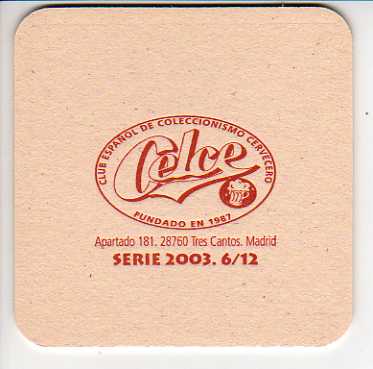 CLUB ESPAÑOL DE COLECCIONISMO CERVECERO
Celce
FUNDADO EN 1987
Apartado 181. 28760 Tres Cantos. Madrid
SERIE 2003. 6/12